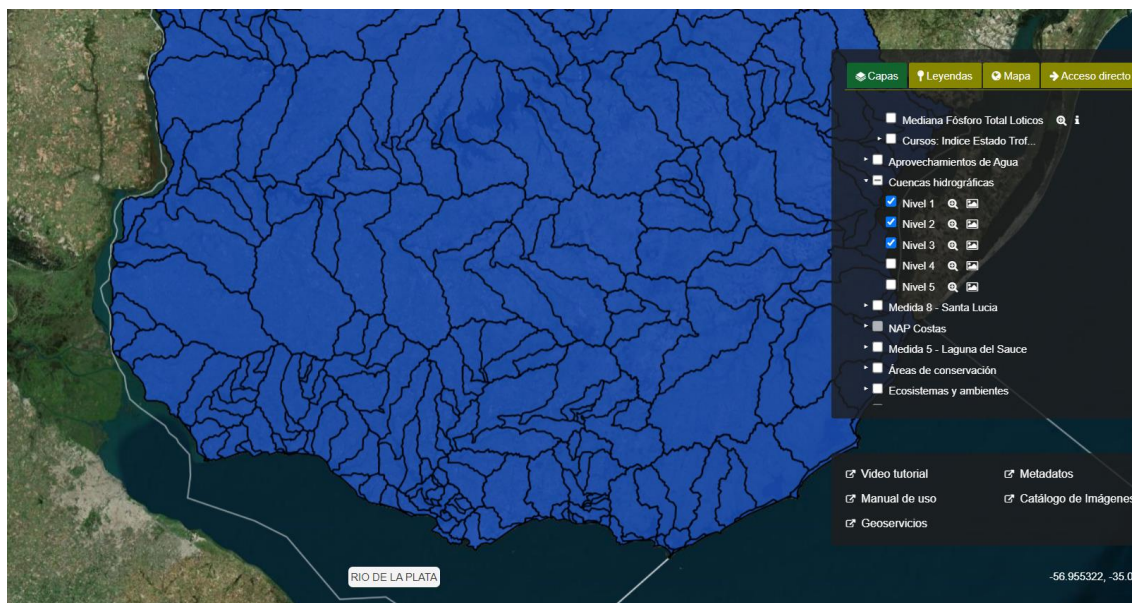 Capas Leyendas Mapa Acceso directo
Mediana Fósforo Total Loticos
Cursos: Indice Estado Trof...
Aprovechamientos de Agua
Cuencas hidrográficas
Nivel 1
Nivel 2
Nivel 3
Nivel 4
Nivel 5
Medida 8 - Santa Lucia
NAP Costas
Medida 5 - Laguna del Sauce
Áreas de conservación
Ecosistemas y ambientes
Video tutorial Metadatos
Manual de uso Catálogo de Imágenes
Geoservicios
RIO DE LA PLATA
-56.955322, -35.0